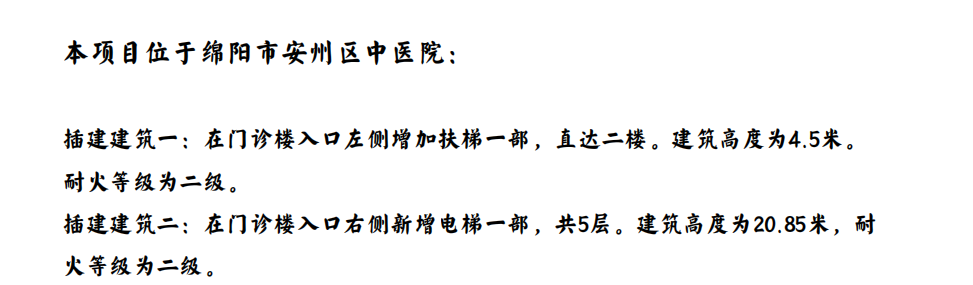 本项目位于绵阳市安州区中医院：
插建建筑一：在门诊楼入口左侧增加扶梯一部，直达二楼。建筑高度为4.5米。
耐火等级为二级。
插建建筑二：在门诊楼入口右侧新增电梯一部，共5层。建筑高度为20.85米，耐
火等级为二级。